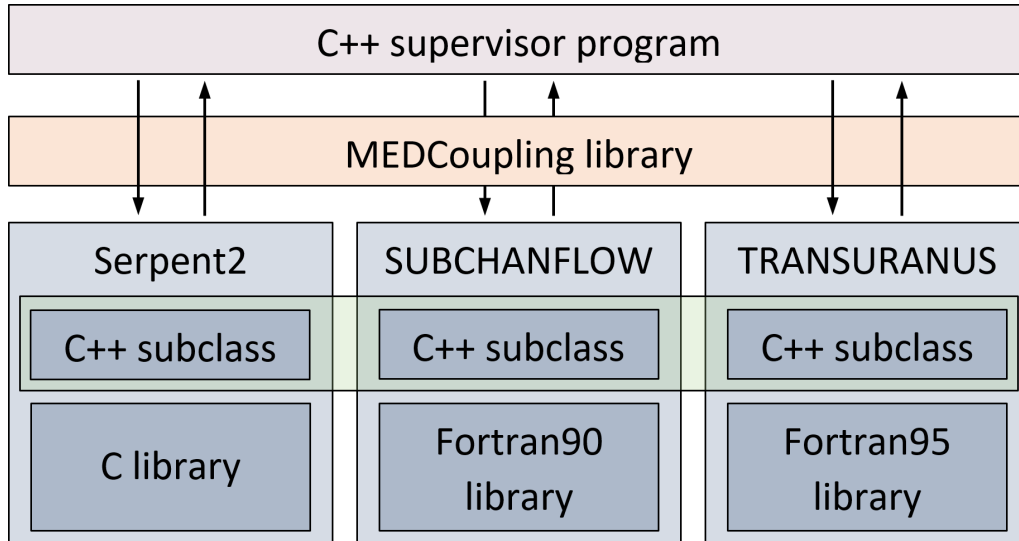 C++ supervisor program
MEDCoupling library
Serpent2
SUBCHANFLOW
TRANSURANUS
C++ subclass
C++ subclass
C++ subclass
C library
Fortran90
library
Fortran95
library